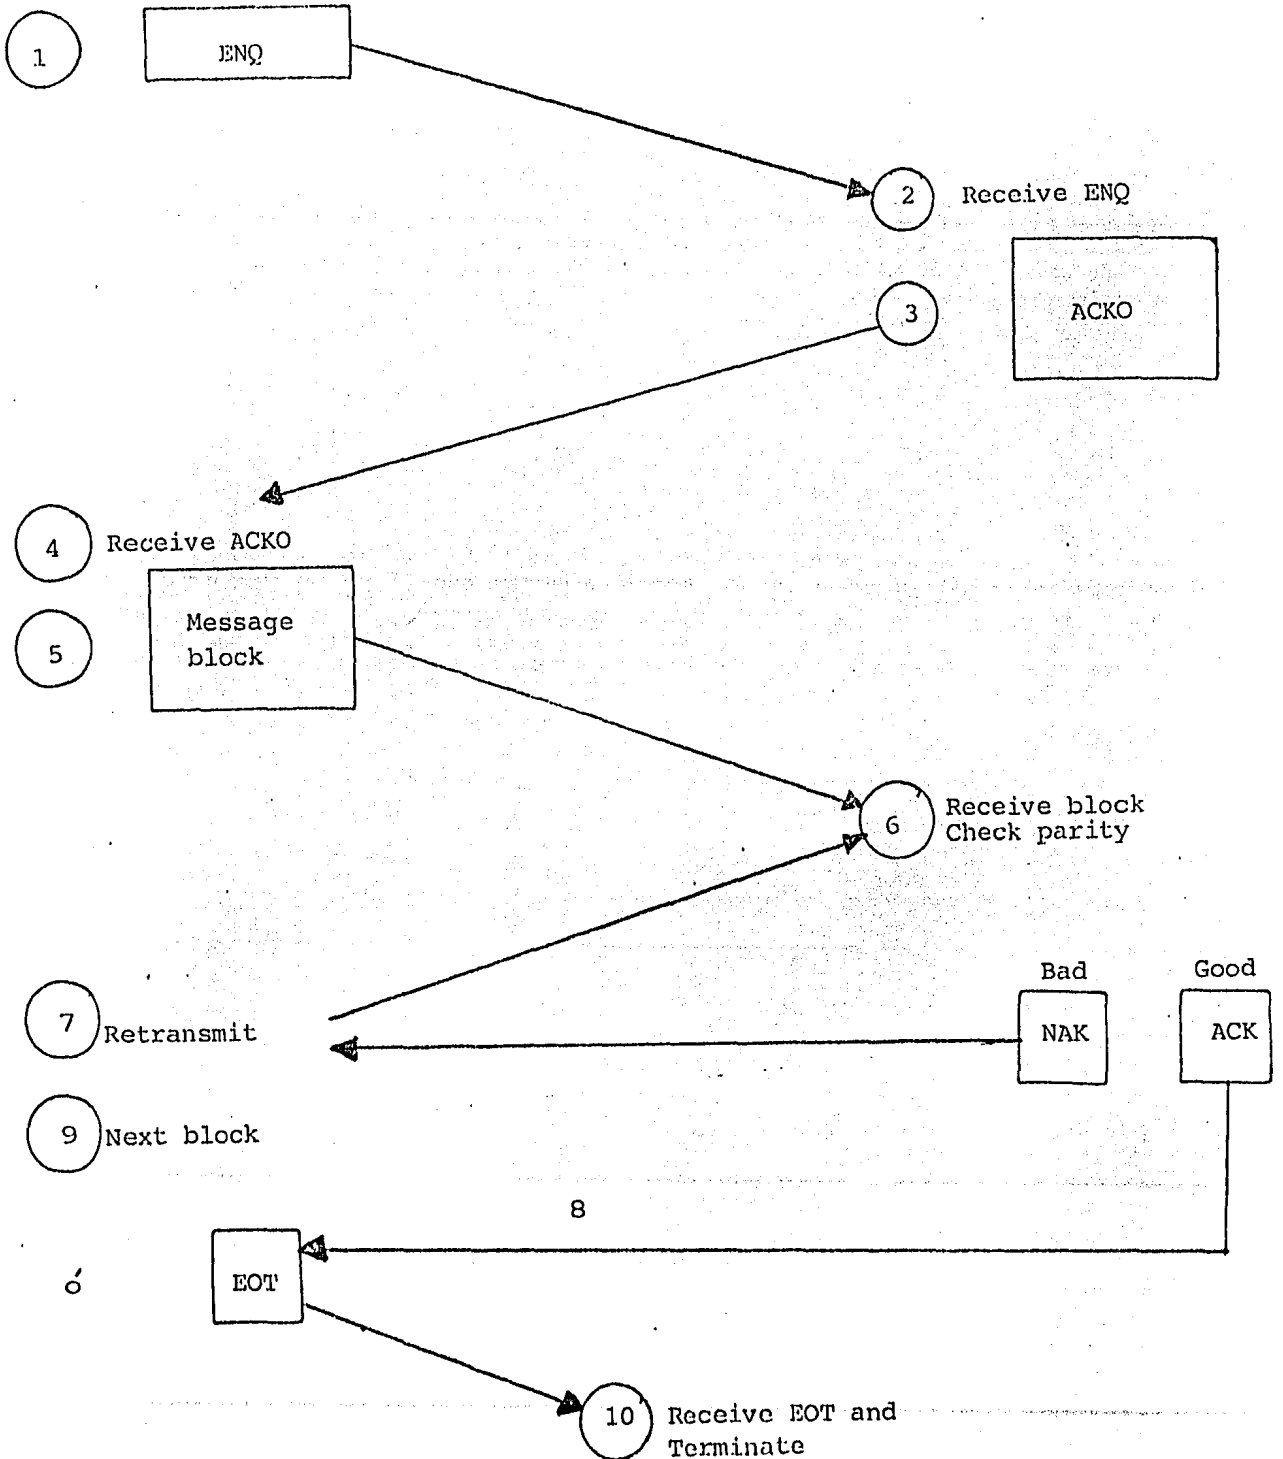 1
ENQ
2 Receive ENQ
3 ACKO
4 Receive ACKO
5 Message
block
6 Receive block
Check parity
Bad Good
7 Retransmit NAK ACK
9 Next block
8
ó EOT
10 Receive EOT and
Terminate